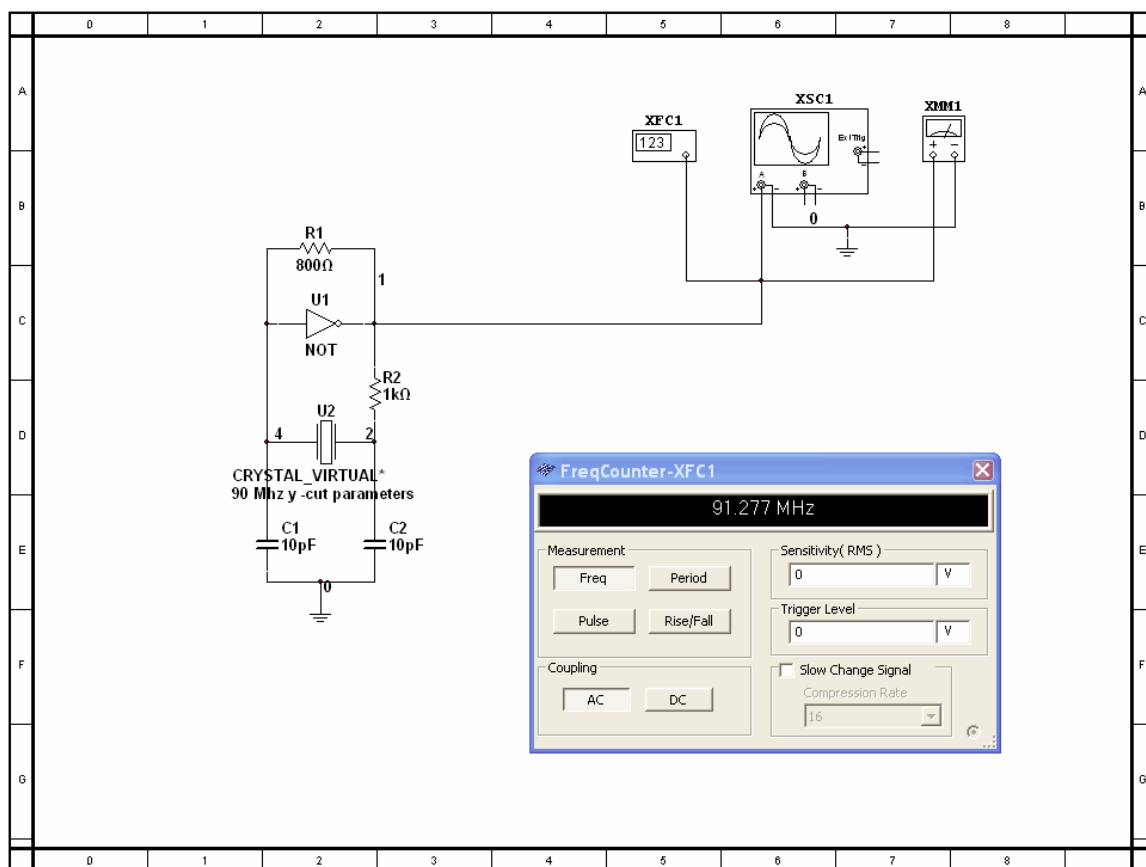 0 1 2 3 4 5 6 7 8
A
A
XSC1
XMM1
XFC1
123
Ext Trig
+
+ -
A B
+ - + -
B
B
0
R1
800Ω
1
U1
C
C
NOT
R2
1kΩ
U2
D
D
4 2
CRYSTAL_VIRTUAL*
90 Mhz y -cut parameters
FreqCounter-XFC1
91.277 MHz
C1
10pF
C2
10pF
E
E
Measurement
Freq Period
Pulse Rise/Fall
Sensitivity( RMS )
0 V
Trigger Level
0 V
0
F
F
Coupling
AC DC
Slow Change Signal
Compression Rate
16
G
G
0 1 2 3 4 5 6 7 8